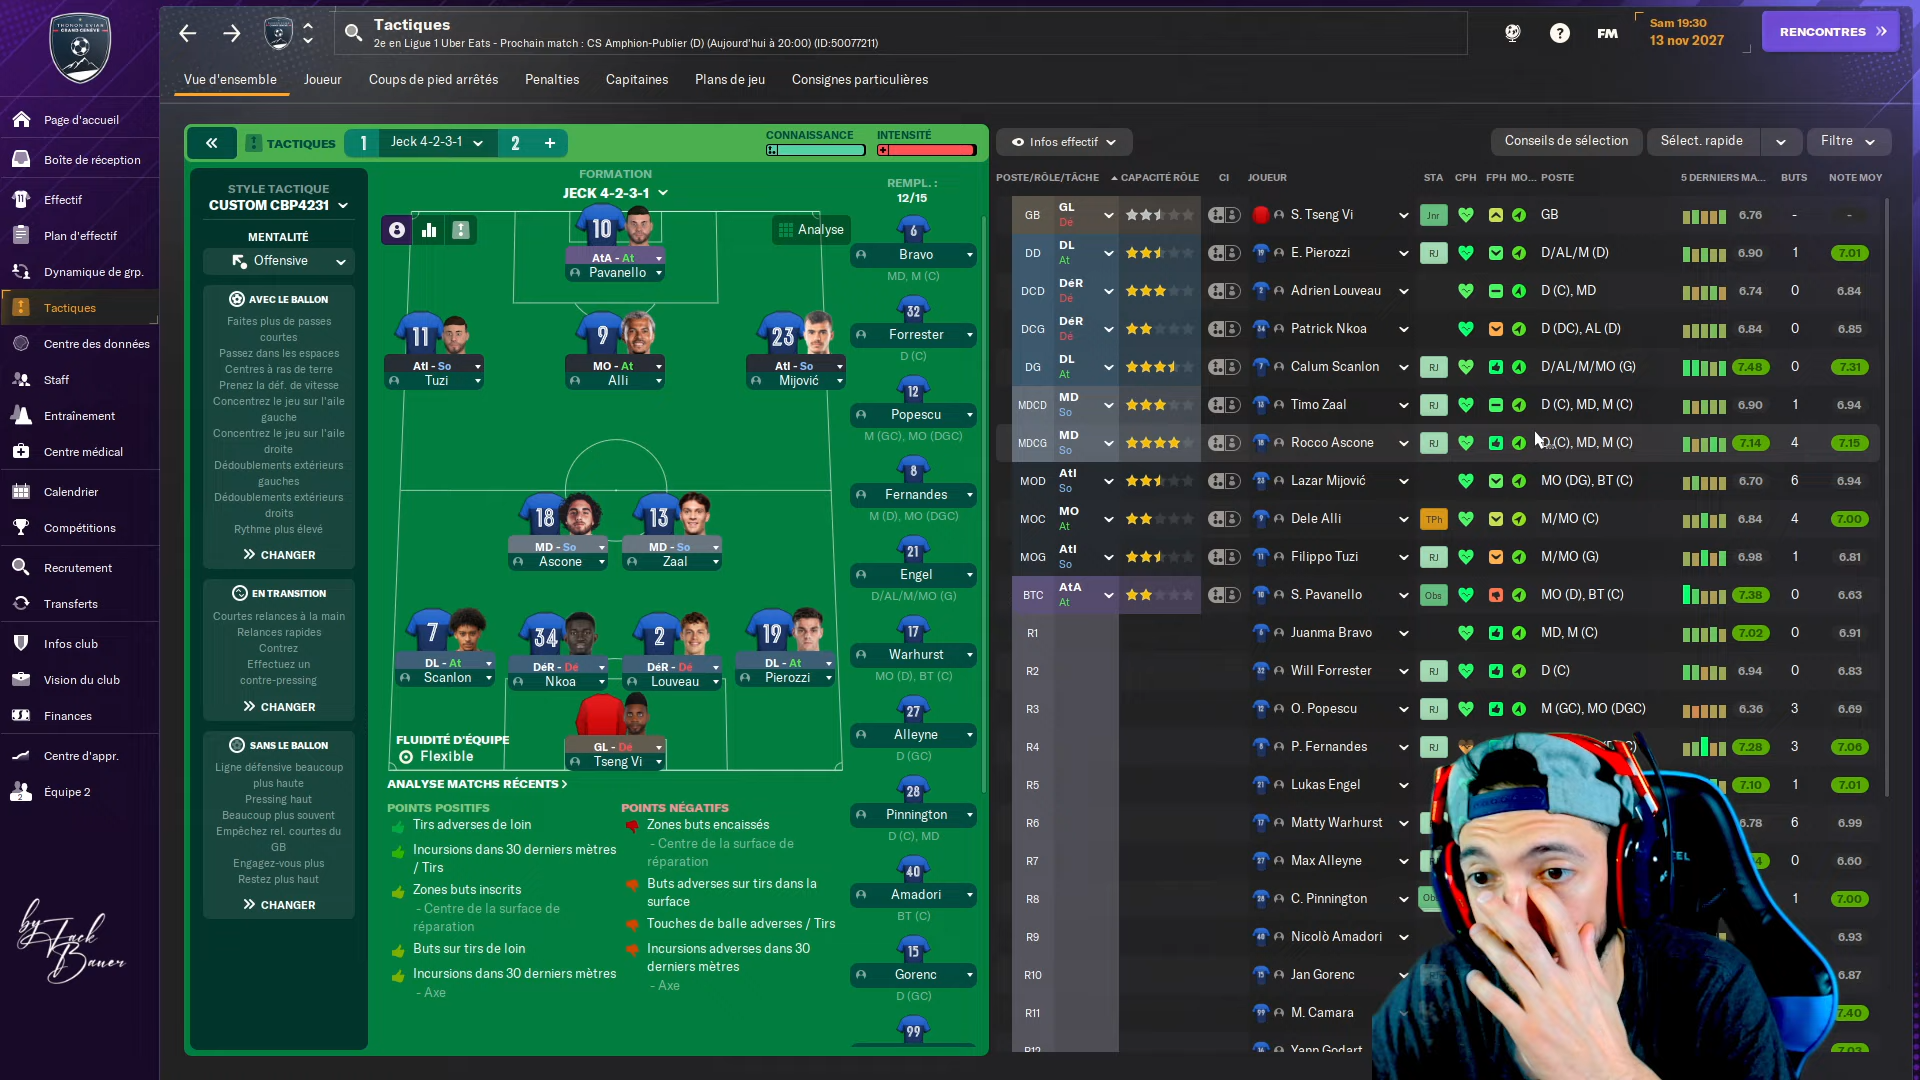 THONON EVIAN
GRAND GENÈVE
Tactiques
2e en Ligue 1 Uber Eats - Prochain match : CS Amphion-Publier (D) (Aujourd'hui à 20:00) (ID:50077211)
FM
Sam 19:30
13 nov 2027
RENCONTRES
Vue d'ensemble
Joueur
Coups de pied arrêtés
Penalties
Capitaines
Plans de jeu
Consignes particulières
Page d'accueil
Boîte de réception
Effectif
Plan d'effectif
Dynamique de grp.
Tactiques
Centre des données
Staff
Entraînement
Centre médical
Calendrier
Compétitions
Recrutement
Transferts
Infos club
Vision du club
Finances
Centre d'appr.
Équipe 2
by Jack Bauer
TACTIQUES
1
Jeck 4-2-3-1
2
CONNAISSANCE
INTENSITÉ
STYLE TACTIQUE
CUSTOM CBP4231
MENTALITÉ
Offensive
AVEC LE BALLON
Faites plus de passes
courtes
Passez dans les espaces
Centres à ras de terre
Prenez la déf. de vitesse
Concentrez le jeu sur l'aile
gauche
Concentrez le jeu sur l'aile
droite
Dédoublements extérieurs
gauches
Dédoublements extérieurs
droits
Rythme plus élevé
CHANGER
EN TRANSITION
Courtes relances à la main
Relances rapides
Contrez
Effectuez un
contre-pressing
CHANGER
SANS LE BALLON
Ligne défensive beaucoup
plus haute
Pressing haut
Beaucoup plus souvent
Empêchez rel. courtes du
GB
Engagez-vous plus
Restez plus haut
CHANGER
FORMATION
JECK 4-2-3-1
Analyse
10
AtA - At
Pavanello
11
AtI - So
Tuzi
9
MO - At
Alli
23
AtI - So
Mijović
18
MD - So
Ascone
13
MD - So
Zaal
7
DL - At
Scanlon
34
DéR - Dé
Nkoa
2
DéR - Dé
Louveau
19
DL - At
Pierozzi
GL - Dé
Tseng Vi
FLUIDITÉ D'ÉQUIPE
Flexible
ANALYSE MATCHS RÉCENTS
POINTS POSITIFS
Tirs adverses de loin
Incursions dans 30 derniers mètres
/ Tirs
Zones buts inscrits
- Centre de la surface de
réparation
Buts sur tirs de loin
Incursions dans 30 derniers mètres
- Axe
POINTS NÉGATIFS
Zones buts encaissés
- Centre de la surface de
réparation
Buts adverses sur tirs dans la
surface
Touches de balle adverses / Tirs
Incursions adverses dans 30
derniers mètres
- Axe
REMPL. :
12/15
6
Bravo
MD, M (C)
32
Forrester
D (C)
12
Popescu
M (GC), MO (DGC)
8
Fernandes
M (D), MO (DGC)
21
Engel
D/AL/M/MO (G)
17
Warhurst
MO (D), BT (C)
27
Alleyne
D (GC)
28
Pinnington
D (C), MD
40
Amadori
BT (C)
15
Gorenc
D (GC)
99
Infos effectif
Conseils de sélection
Sélect. rapide
Filtre
POSTE/RÔLE/TÂCHE CAPACITÉ RÔLE CI JOUEUR STA CPH FPH MO... POSTE 5 DERNIERS MA... BUTS NOTE MOY
GB GL Dé S. Tseng Vi Jnr GB 6.76 - -
DD DL At E. Pierozzi RJ D/AL/M (D) 6.90 1 7.01
DCD DéR Dé Adrien Louveau D (C), MD 6.74 0 6.84
DCG DéR Dé Patrick Nkoa D (DC), AL (D) 6.84 0 6.85
DG DL At Calum Scanlon RJ D/AL/M/MO (G) 7.48 0 7.31
MDCD MD So Timo Zaal RJ D (C), MD, M (C) 6.90 1 6.94
MDCG MD So Rocco Ascone RJ D (C), MD, M (C) 7.14 4 7.15
MOD AtI So Lazar Mijović MO (DG), BT (C) 6.70 6 6.94
MOC MO At Dele Alli TPh M/MO (C) 6.84 4 7.00
MOG AtI So Filippo Tuzi RJ M/MO (G) 6.98 1 6.81
BTC AtA At S. Pavanello Obs MO (D), BT (C) 7.38 0 6.63
R1 Juanma Bravo MD, M (C) 7.02 0 6.91
R2 Will Forrester RJ D (C) 6.94 0 6.83
R3 O. Popescu RJ M (GC), MO (DGC) 6.36 3 6.69
R4 P. Fernandes RJ 7.28 3 7.06
R5 Lukas Engel 7.10 1 7.01
R6 Matty Warhurst 6.78 6 6.99
R7 Max Alleyne 0 6.60
R8 C. Pinnington 1 7.00
R9 Nicolò Amadori 6.93
R10 Jan Gorenc 6.87
R11 M. Camara 7.40
R12 Yann Godart 7.03